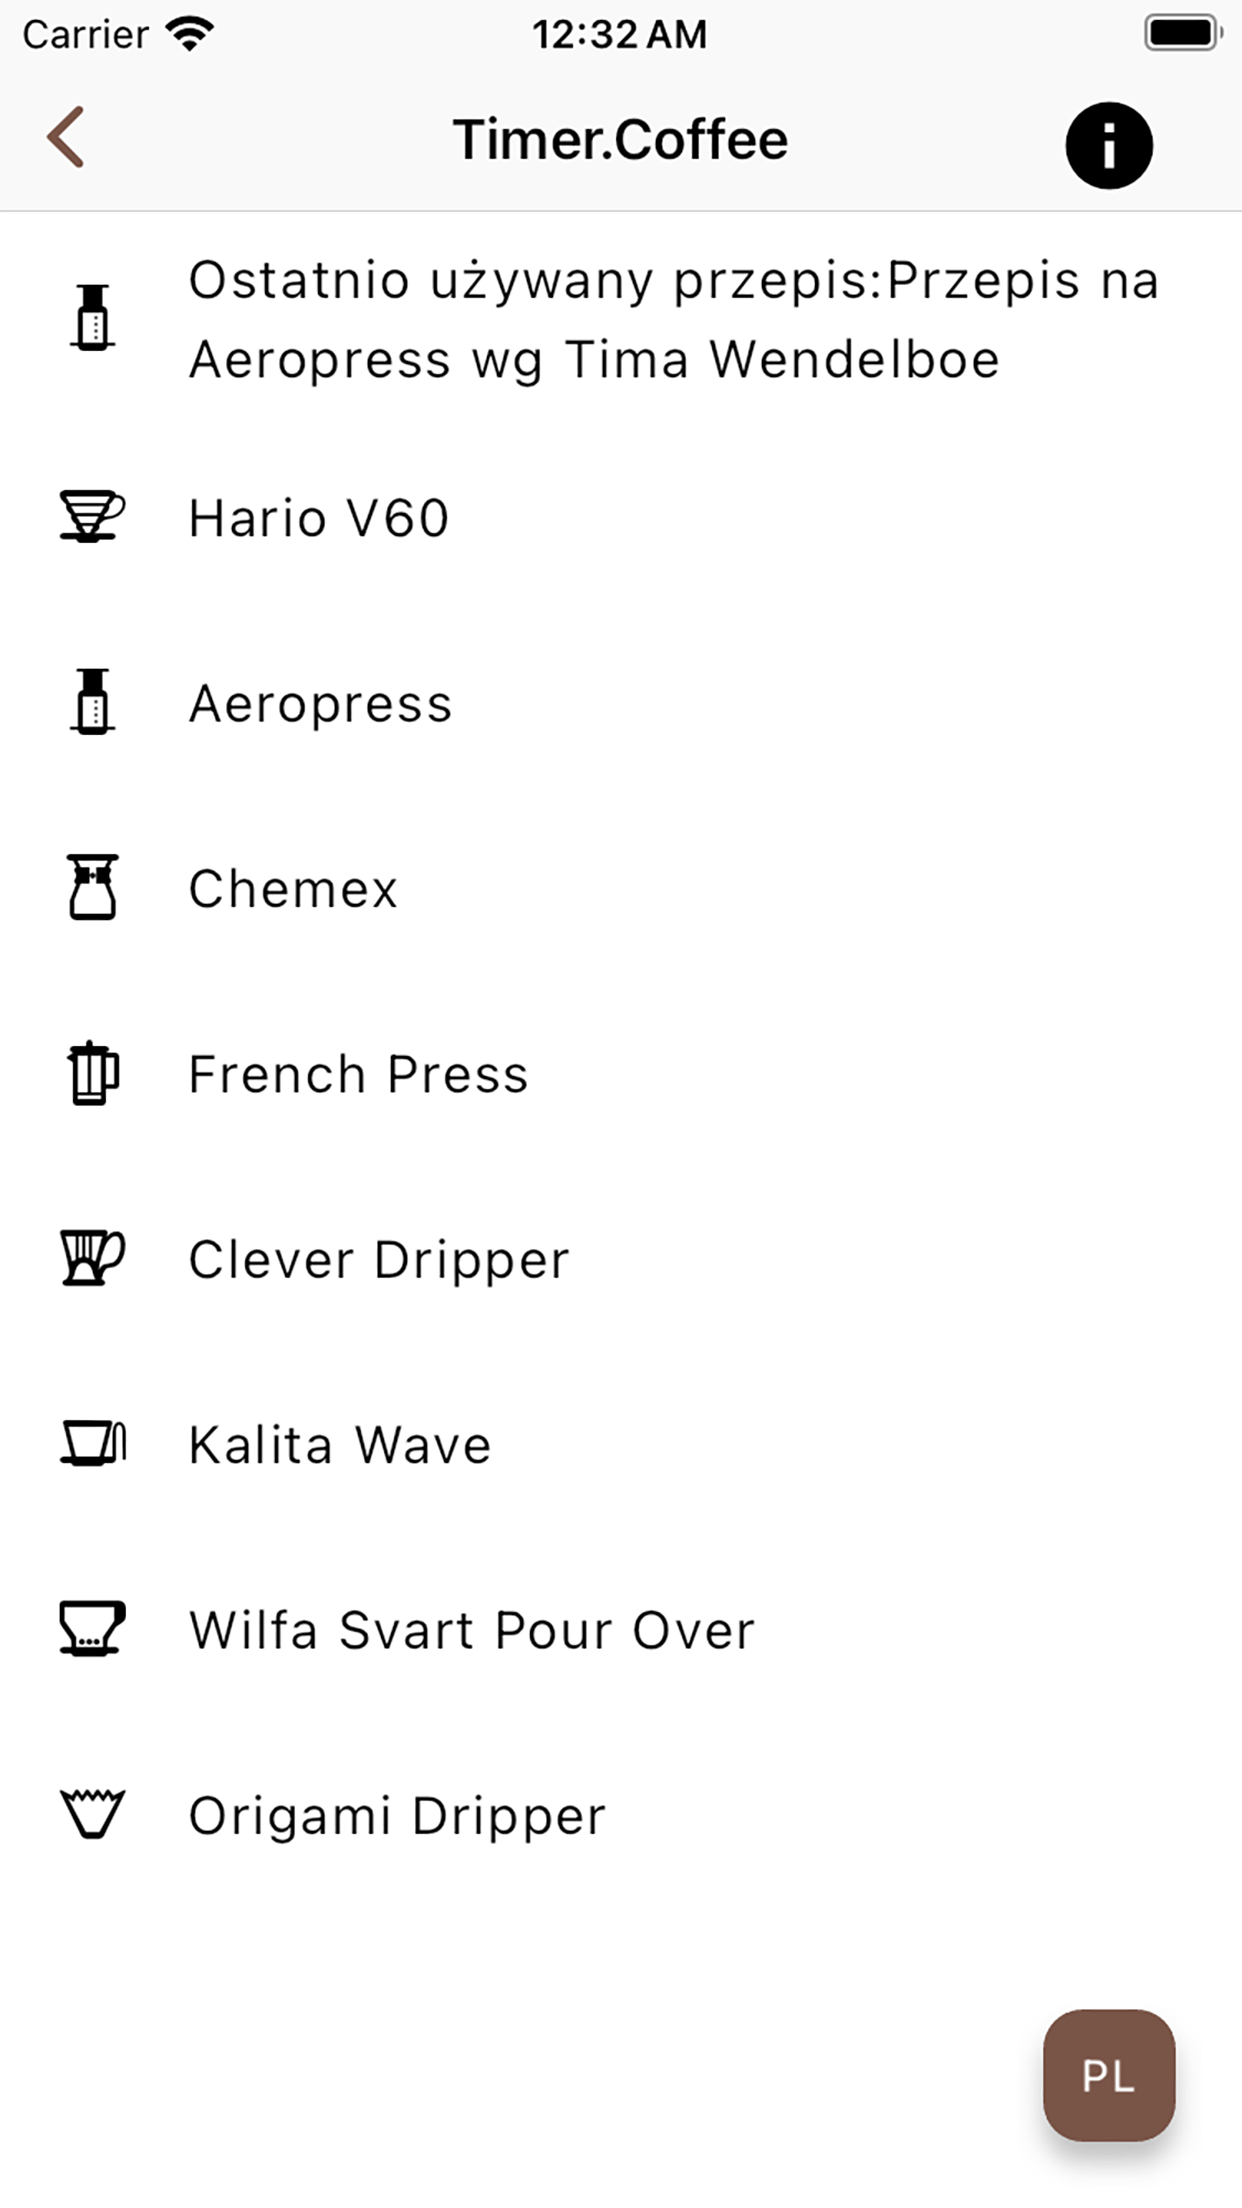 Carrier 12:32 AM
Timer.Coffee
Ostatnio używany przepis:Przepis na
Aeropress wg Tima Wendelboe
Hario V60
Aeropress
Chemex
French Press
Clever Dripper
Kalita Wave
Wilfa Svart Pour Over
Origami Dripper
PL